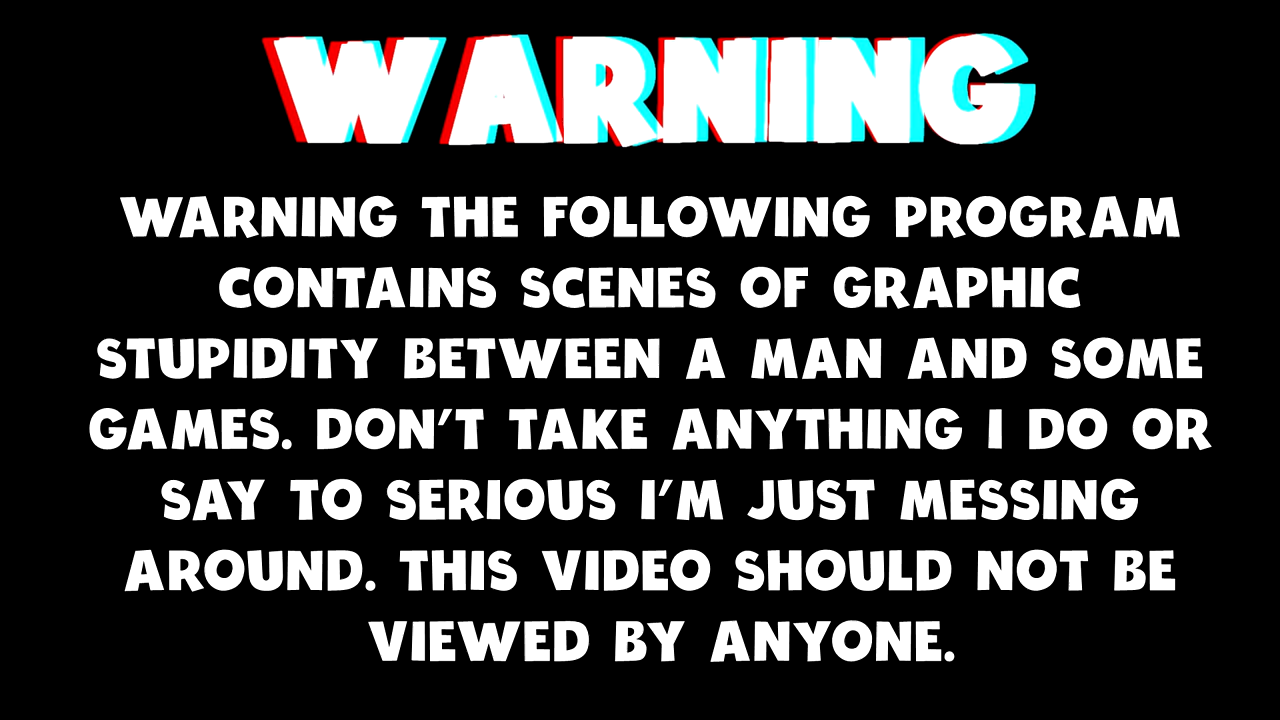 WARNING
WARNING THE FOLLOWING PROGRAM
CONTAINS SCENES OF GRAPHIC
STUPIDITY BETWEEN A MAN AND SOME
GAMES. DON'T TAKE ANYTHING I DO OR
SAY TO SERIOUS I'M JUST MESSING
AROUND. THIS VIDEO SHOULD NOT BE
VIEWED BY ANYONE.